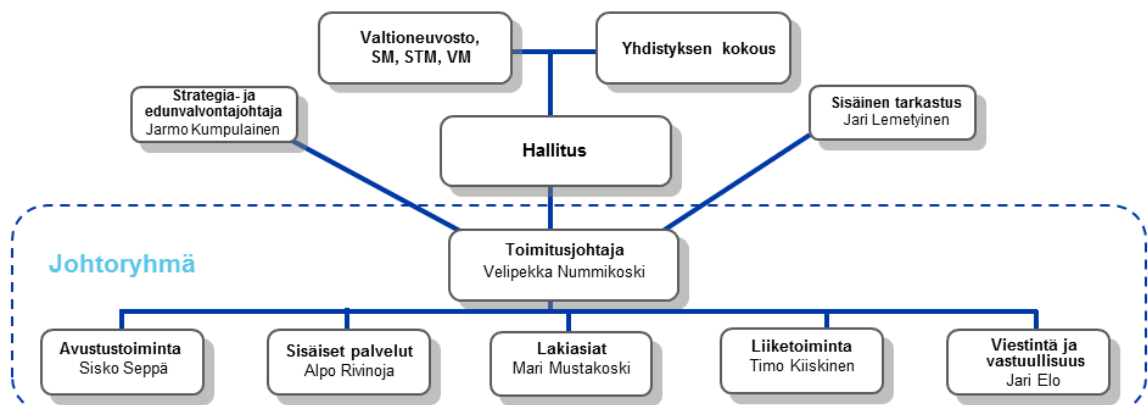 Valtioneuvosto,
SM, STM, VM
Yhdistyksen kokous
Strategia- ja
edunvalvontajohtaja
Jarmo Kumpulainen
Sisäinen tarkastus
Jari Lemetyinen
Hallitus
Toimitusjohtaja
Velipekka Nummikoski
Johtoryhmä
Avustustoiminta
Sisko Seppä
Sisäiset palvelut
Alpo Rivinoja
Lakiasiat
Mari Mustakoski
Liiketoiminta
Timo Kiiskinen
Viestintä ja
vastuullisuus
Jari Elo